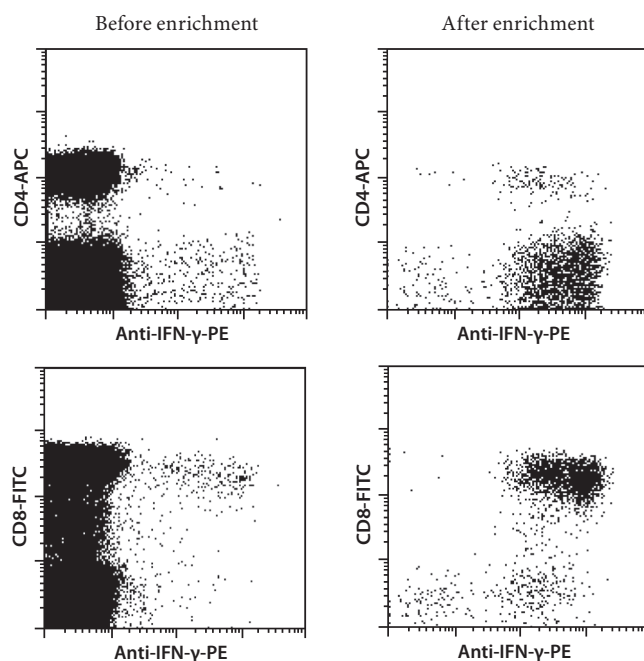 Before enrichment
After enrichment
CD4-APC
Anti-IFN-γ-PE
CD4-APC
Anti-IFN-γ-PE
CD8-FITC
Anti-IFN-γ-PE
CD8-FITC
Anti-IFN-γ-PE